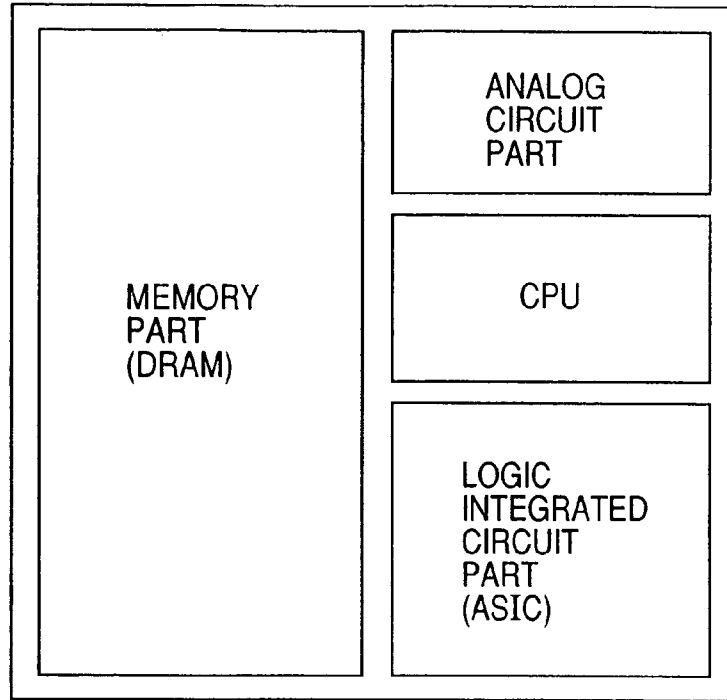 MEMORY
PART
(DRAM)
ANALOG
CIRCUIT
PART
CPU
LOGIC
INTEGRATED
CIRCUIT
PART
(ASIC)